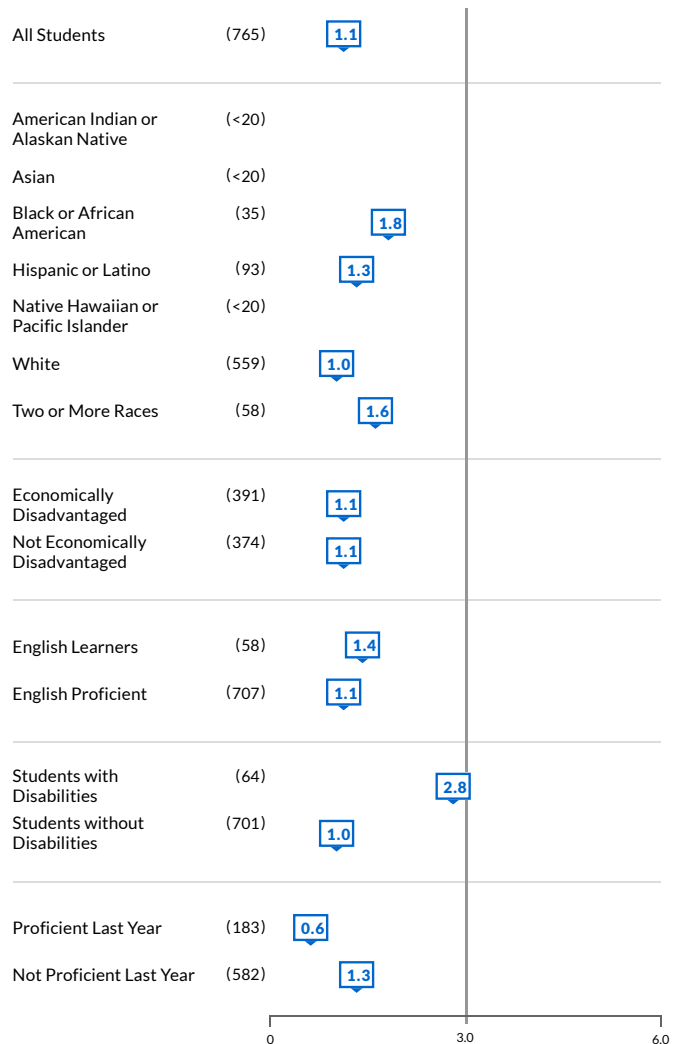 All Students (765) 1.1
American Indian or
Alaskan Native (<20)
Asian (<20)
Black or African
American (35) 1.8
Hispanic or Latino (93) 1.3
Native Hawaiian or
Pacific Islander (<20)
White (559) 1.0
Two or More Races (58) 1.6
Economically
Disadvantaged (391) 1.1
Not Economically
Disadvantaged (374) 1.1
English Learners (58) 1.4
English Proficient (707) 1.1
Students with
Disabilities (64) 2.8
Students without
Disabilities (701) 1.0
Proficient Last Year (183) 0.6
Not Proficient Last Year (582) 1.3
0 3.0 6.0